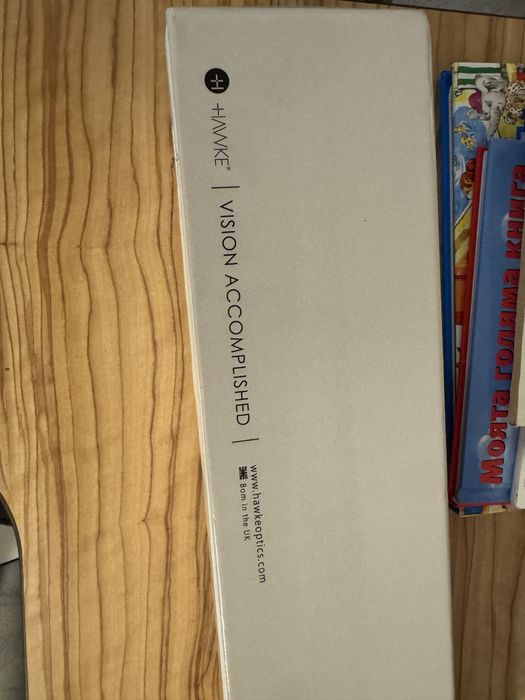 HAWKE®
VISION ACCOMPLISHED
www.hawkeoptics.com
Born in the UK
Моята голяма книга